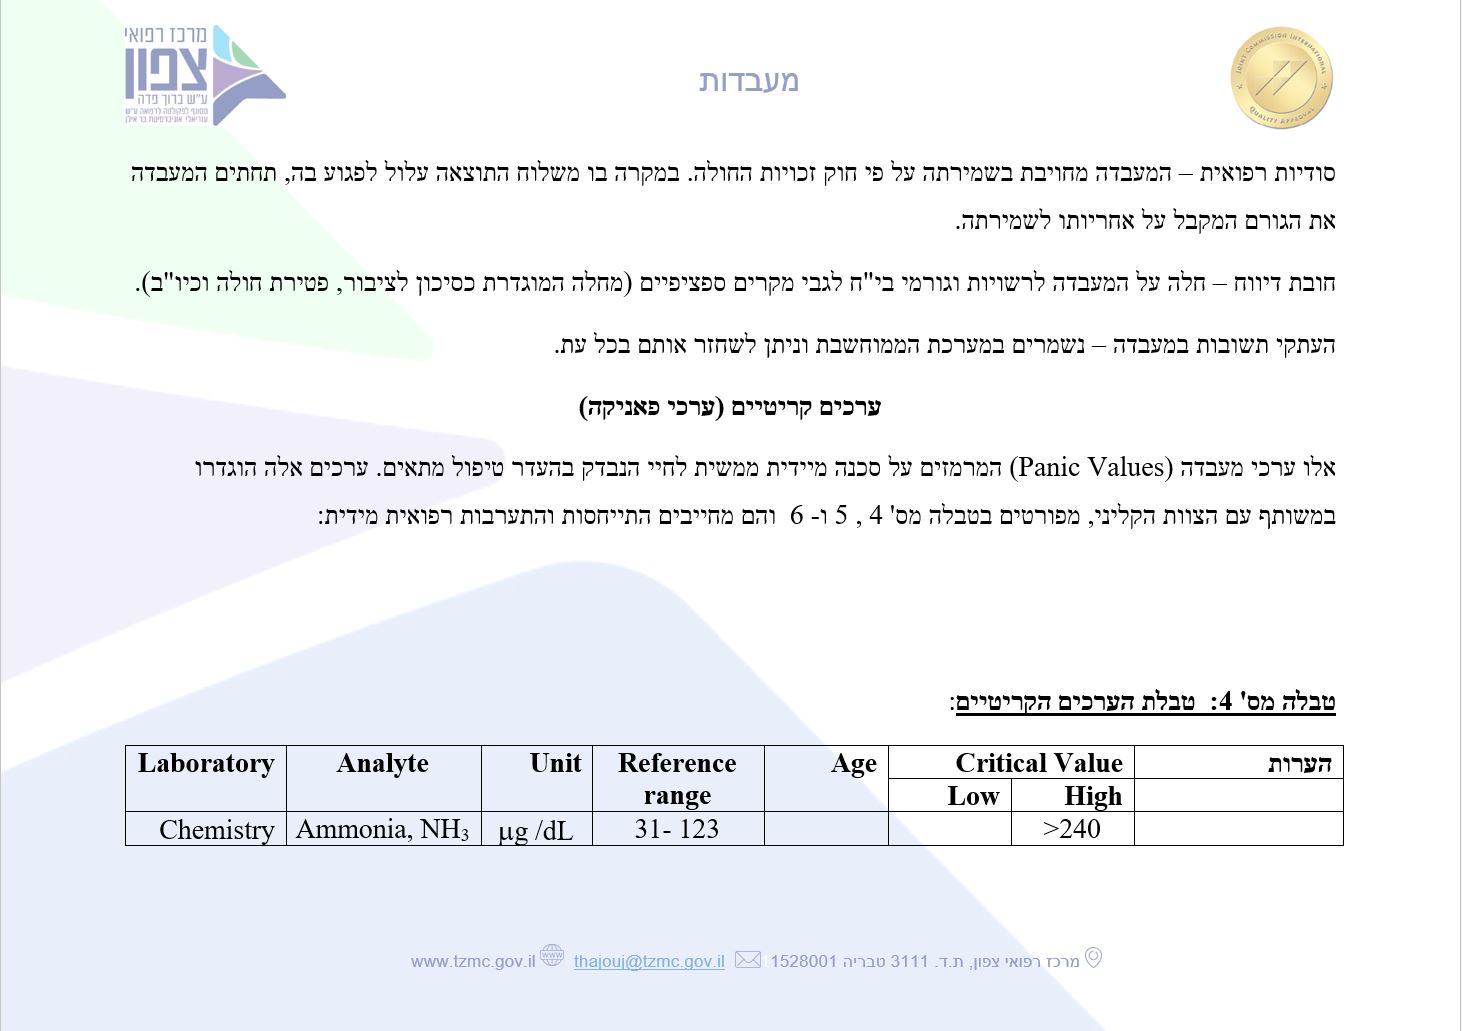 מרכז רפואי
צפון
ע״ש ברוך פדה
מסונף לפקולטה לרפואה ע״ש
עזריאלי אוניברסיטת בר אילן
מעבדות
JOINT COMMISSION INTERNATIONAL
QUALITY APPROVAL
סודיות רפואית – המעבדה מחויבת בשמירתה על פי חוק זכויות החולה. במקרה בו משלוח התוצאה עלול לפגוע בה, תחתים המעבדה
את הגורם המקבל על אחריותו לשמירתה.
חובת דיווח – חלה על המעבדה לרשויות וגורמי בי"ח לגבי מקרים ספציפיים (מחלה המוגדרת כסיכון לציבור, פטירת חולה וכיו"ב).
העתקי תשובות במעבדה – נשמרים במערכת הממוחשבת וניתן לשחזר אותם בכל עת.
ערכים קריטיים (ערכי פאניקה)
אלו ערכי מעבדה (Panic Values) המרמזים על סכנה מיידית ממשית לחיי הנבדק בהעדר טיפול מתאים. ערכים אלה הוגדרו
במשותף עם הצוות הקליני, מפורטים בטבלה מס' 4 , 5 ו- 6 והם מחייבים התייחסות והתערבות רפואית מידית:
טבלה מס' 4: טבלת הערכים הקריטיים:
Laboratory Analyte Unit Reference range Age Critical Value הערות
Low High
Chemistry Ammonia, NH₃ µg /dL 31- 123 >240
מרכז רפואי צפון, ת.ד. 3111 טבריה 1528001 thajouj@tzmc.gov.il www.tzmc.gov.il